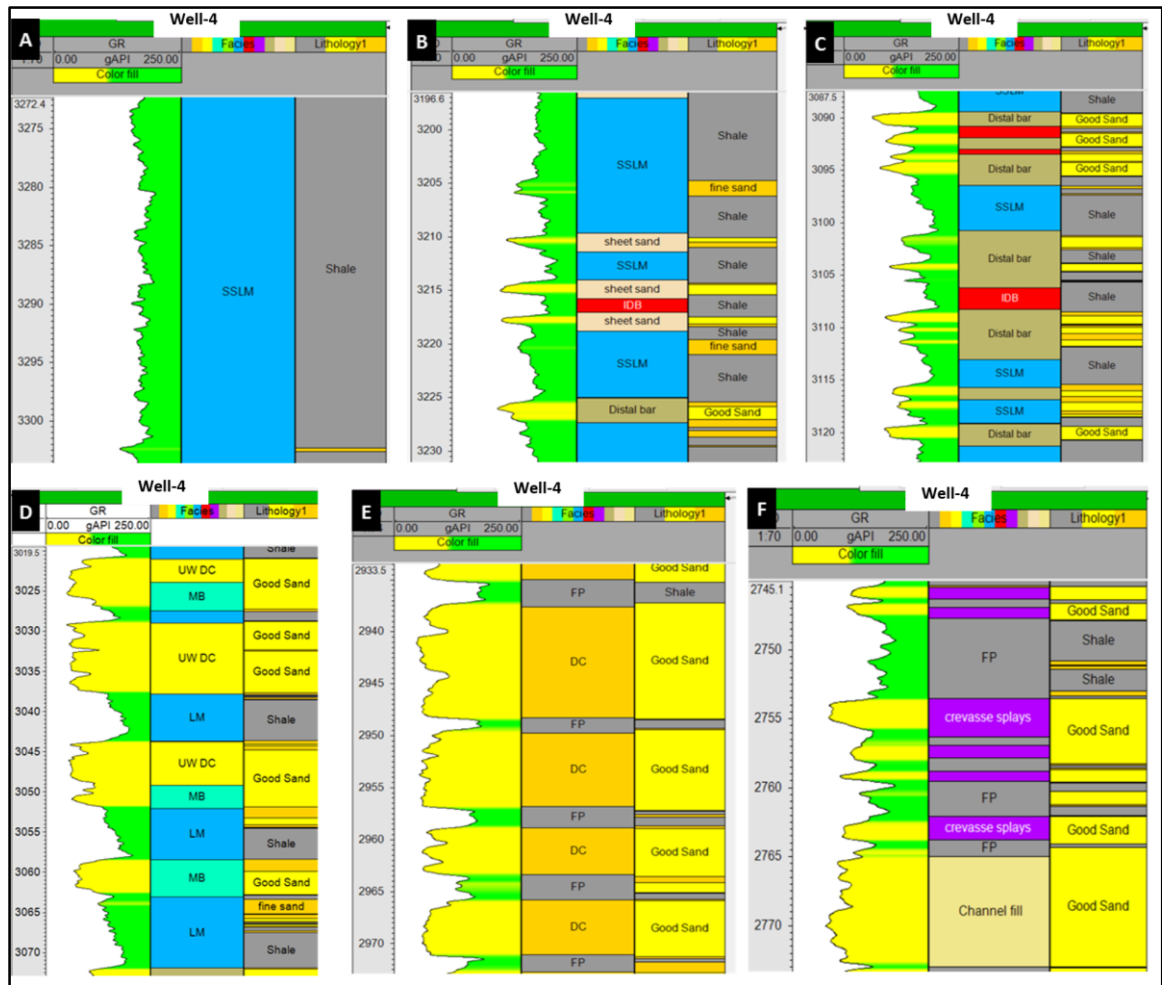 Well-4
A
GR Facies Lithology1
0.00 gAPI 250.00
Color fill
3272.4
3275
3280
3285
3290
3295
3300
SSLM
Shale
Well-4
B
GR Facies Lithology1
0.00 gAPI 250.00
Color fill
3196.6
3200
3205
3210
3215
3220
3225
3230
SSLM
sheet sand
SSLM
sheet sand
IDB
sheet sand
SSLM
Distal bar
Shale
fine sand
Shale
Shale
Shale
Shale
fine sand
Shale
Good Sand
Well-4
C
GR Facies Lithology1
0.00 gAPI 250.00
Color fill
3087.5
3090
3095
3100
3105
3110
3115
3120
SSLM
Distal bar
Distal bar
SSLM
Distal bar
IDB
Distal bar
SSLM
SSLM
Distal bar
Shale
Good Sand
Good Sand
Good Sand
Shale
Shale
Shale
Shale
Good Sand
Well-4
D
GR Facies Lithology1
0.00 gAPI 250.00
Color fill
3019.5
3025
3030
3035
3040
3045
3050
3055
3060
3065
3070
UW DC
MB
UW DC
LM
UW DC
MB
LM
MB
LM
Shale
Good Sand
Good Sand
Good Sand
Shale
Good Sand
Shale
Good Sand
fine sand
Shale
Well-4
E
GR Facies Lithology1
0.00 gAPI 250.00
Color fill
2933.5
2940
2945
2950
2955
2960
2965
2970
FP
DC
FP
DC
FP
DC
FP
DC
FP
Good Sand
Shale
Good Sand
Good Sand
Good Sand
Good Sand
Well-4
F
GR Facies Lithology1
1:70 0.00 gAPI 250.00
Color fill
2745.1
2750
2755
2760
2765
2770
FP
crevasse splays
FP
crevasse splays
FP
Channel fill
Good Sand
Shale
Shale
Good Sand
Good Sand
Good Sand